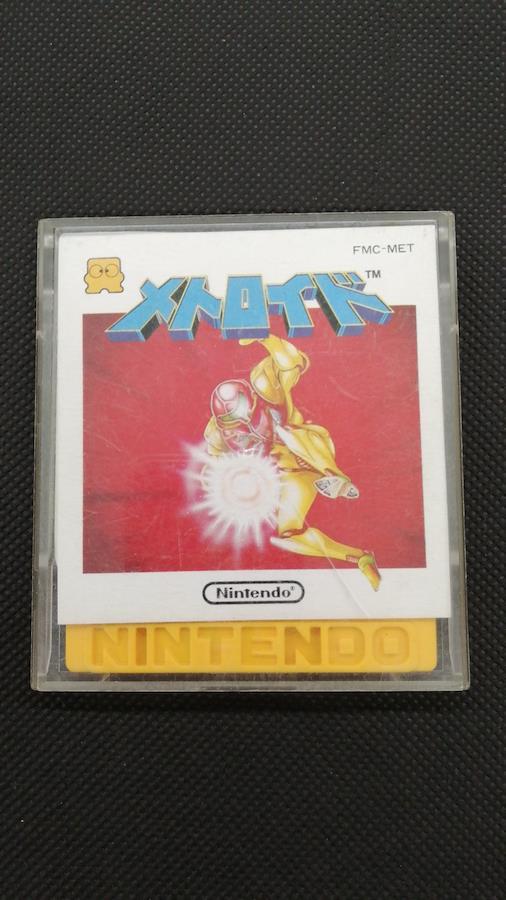 FMC-MET
メトロイド™
Nintendo®
NINTENDO